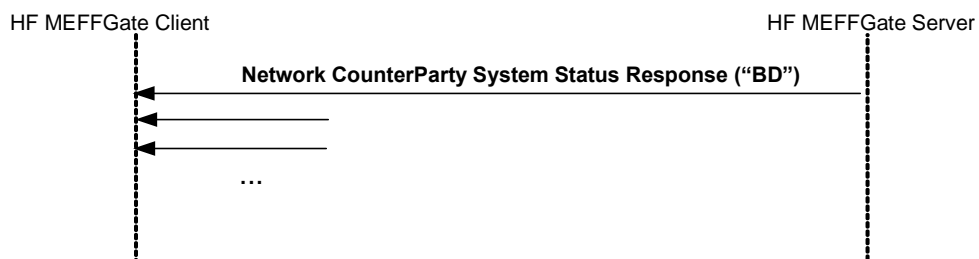 HF MEFFGate Client
HF MEFFGate Server
Network CounterParty System Status Response (“BD”)
...